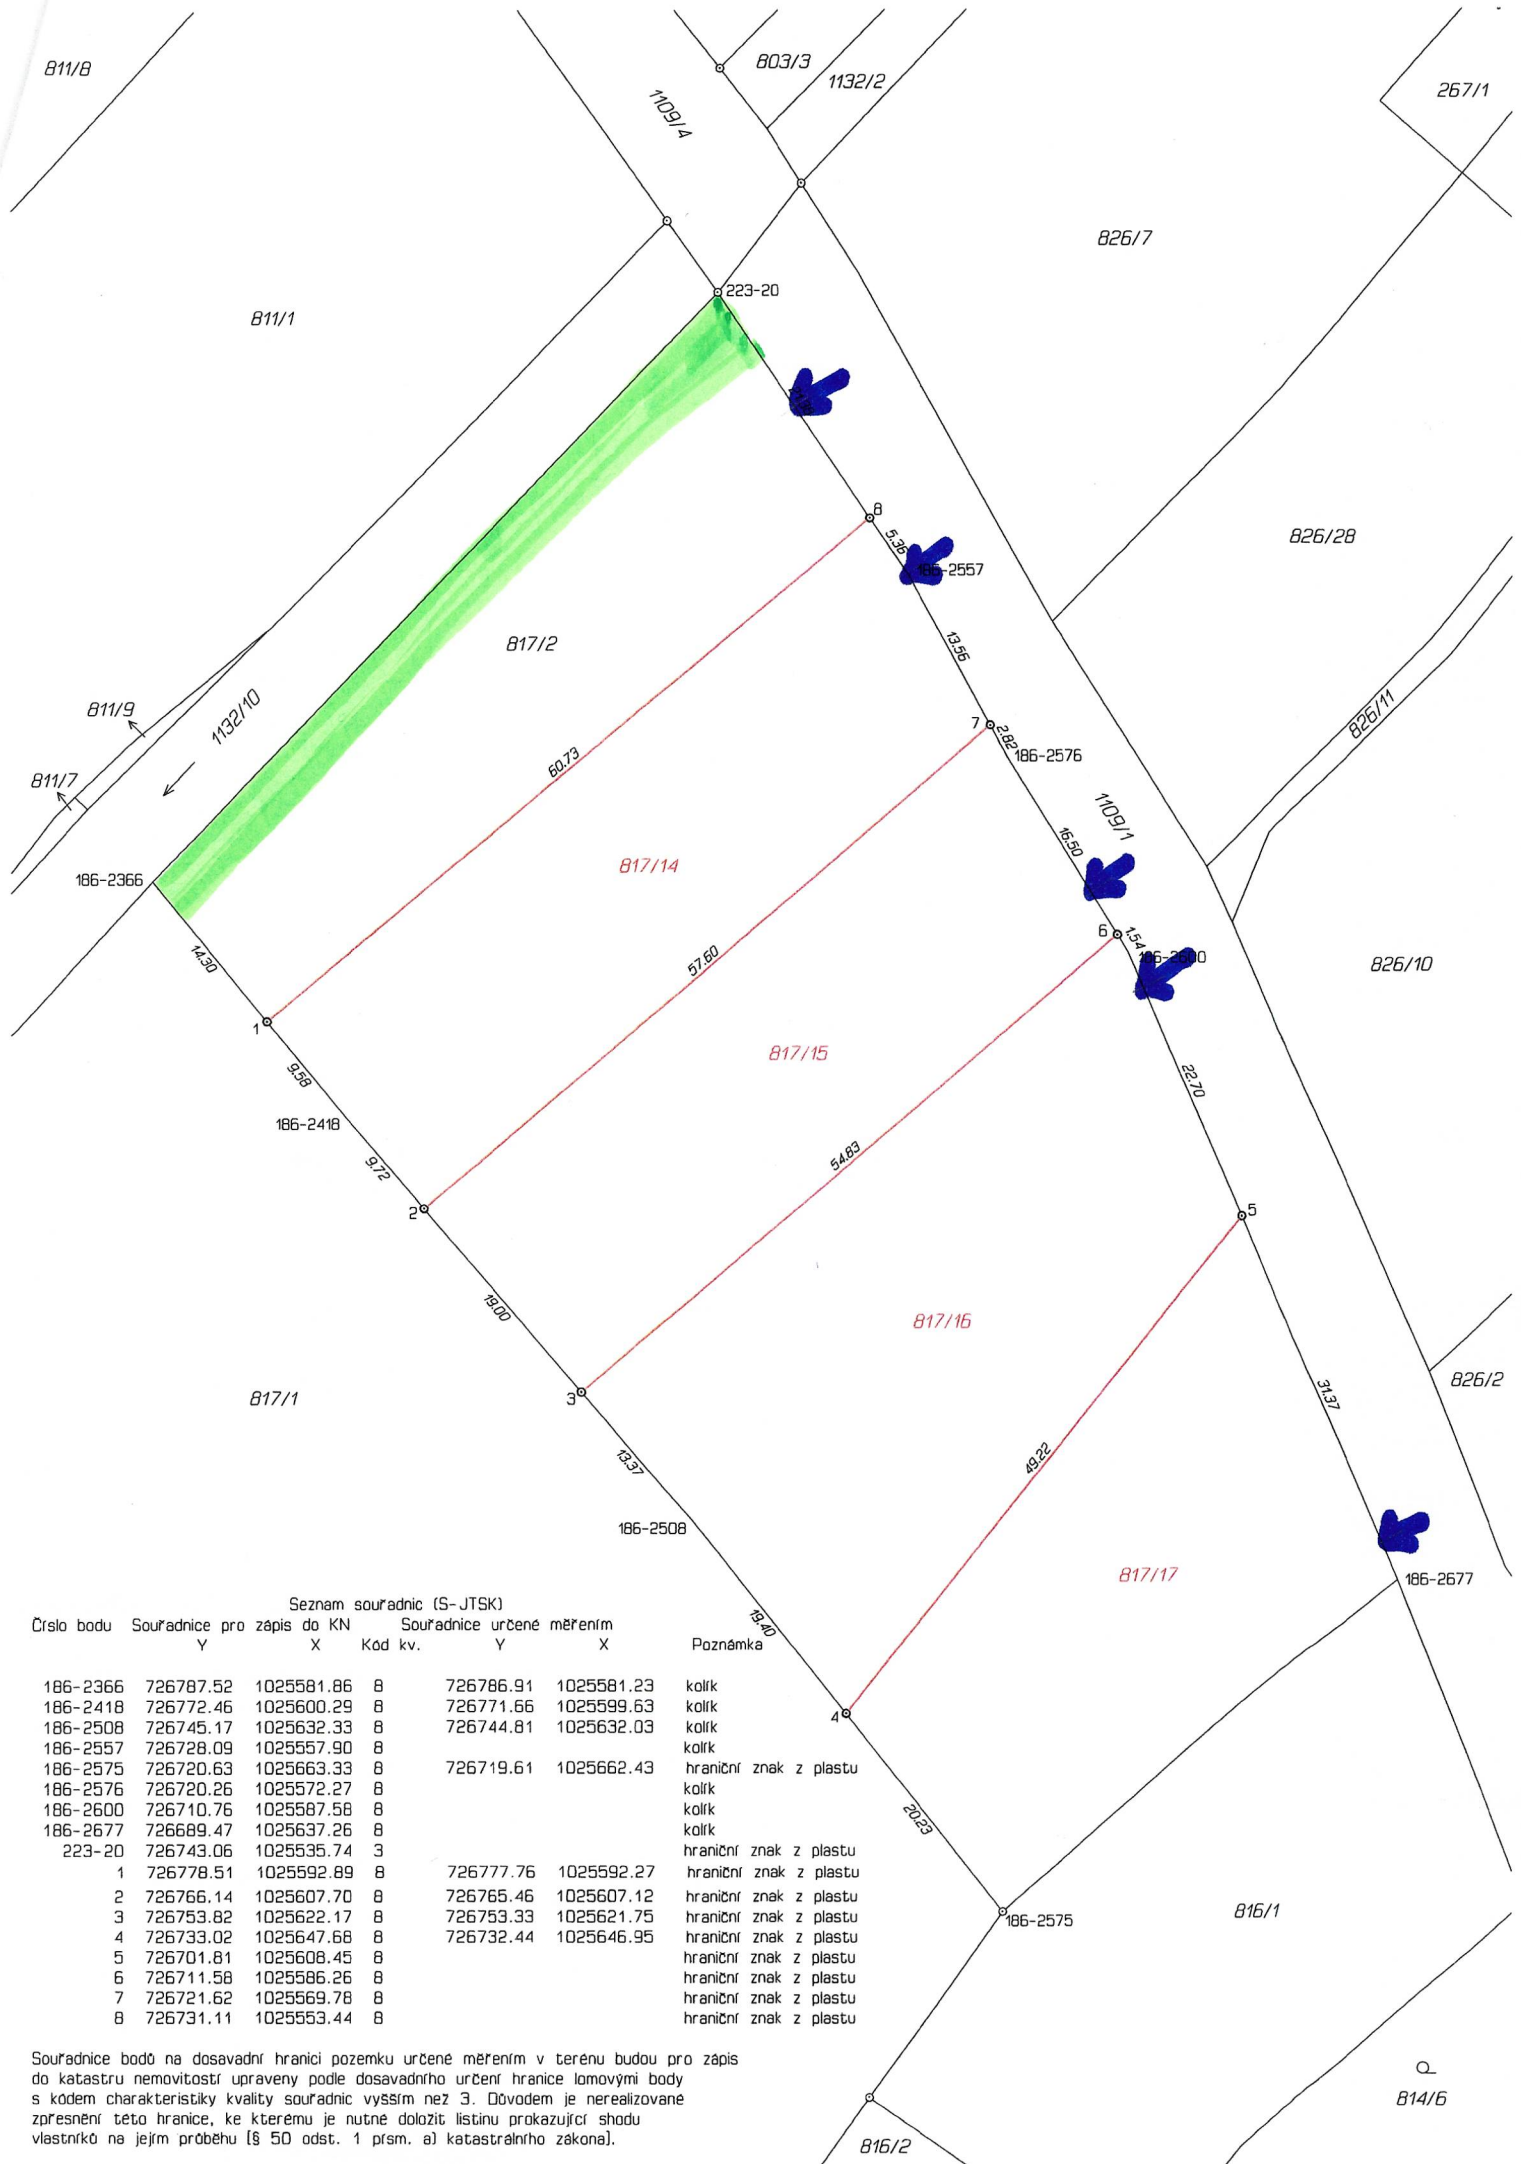 811/8
803/3
1132/2
267/1
1109/4
826/7
223-20
811/1
8
5.36
186-2557
826/28
817/2
13.56
811/9
1132/10
7
2.82
186-2576
826/11
811/7
60.73
1109/1
16.50
817/14
186-2366
6
1.54
186-2600
826/10
14.30
57.60
1
817/15
9.58
22.70
186-2418
54.83
9.72
2
5
19.00
817/16
817/1
3
826/2
31.37
13.37
49.22
186-2508
817/17
186-2677
19.40
Seznam souřadnic (S-JTSK)
Číslo bodu Souřadnice pro zápis do KN Souřadnice určené měřením
Y X Kód kv. Y X Poznámka
186-2366 726787.52 1025581.86 8 726786.91 1025581.23 kolík
186-2418 726772.46 1025600.29 8 726771.66 1025599.63 kolík
186-2508 726745.17 1025632.33 8 726744.81 1025632.03 kolík
186-2557 726728.09 1025557.90 8 kolík
186-2575 726720.63 1025663.33 8 726719.61 1025662.43 hraniční znak z plastu
186-2576 726720.26 1025572.27 8 kolík
186-2600 726710.76 1025587.58 8 kolík
186-2677 726689.47 1025637.26 8 kolík
223-20 726743.06 1025535.74 3 hraniční znak z plastu
1 726778.51 1025592.89 8 726777.76 1025592.27 hraniční znak z plastu
2 726766.14 1025607.70 8 726765.46 1025607.12 hraniční znak z plastu
3 726753.82 1025622.17 8 726753.33 1025621.75 hraniční znak z plastu
4 726733.02 1025647.68 8 726732.44 1025646.95 hraniční znak z plastu
5 726701.81 1025608.45 8 hraniční znak z plastu
6 726711.58 1025586.26 8 hraniční znak z plastu
7 726721.62 1025569.78 8 hraniční znak z plastu
8 726731.11 1025553.44 8 hraniční znak z plastu
4
20.23
186-2575
816/1
814/6
816/2
Souřadnice bodů na dosavadní hranici pozemku určené měřením v terénu budou pro zápis
do katastru nemovitostí upraveny podle dosavadního určení hranice lomovými body
s kódem charakteristiky kvality souřadnic vyšším než 3. Důvodem je nerealizované
zpřesnění této hranice, ke kterému je nutné doložit listinu prokazující shodu
vlastníků na jejím průběhu [§ 50 odst. 1 písm. a) katastrálního zákona].